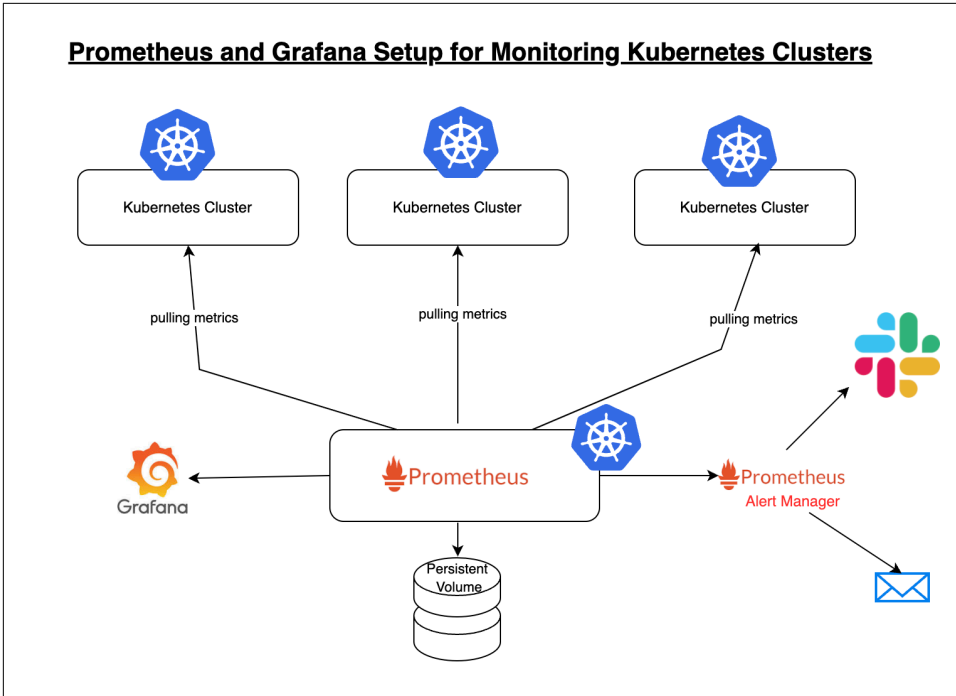 Prometheus and Grafana Setup for Monitoring Kubernetes Clusters
Kubernetes Cluster
Kubernetes Cluster
Kubernetes Cluster
pulling metrics
pulling metrics
pulling metrics
Grafana
Prometheus
Prometheus
Alert Manager
Persistent
Volume